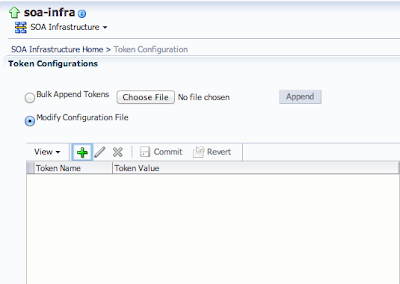 soa-infra
SOA Infrastructure
SOA Infrastructure Home > Token Configuration
Token Configurations
Bulk Append Tokens Choose File No file chosen Append
Modify Configuration File
View Commit Revert
Token Name Token Value